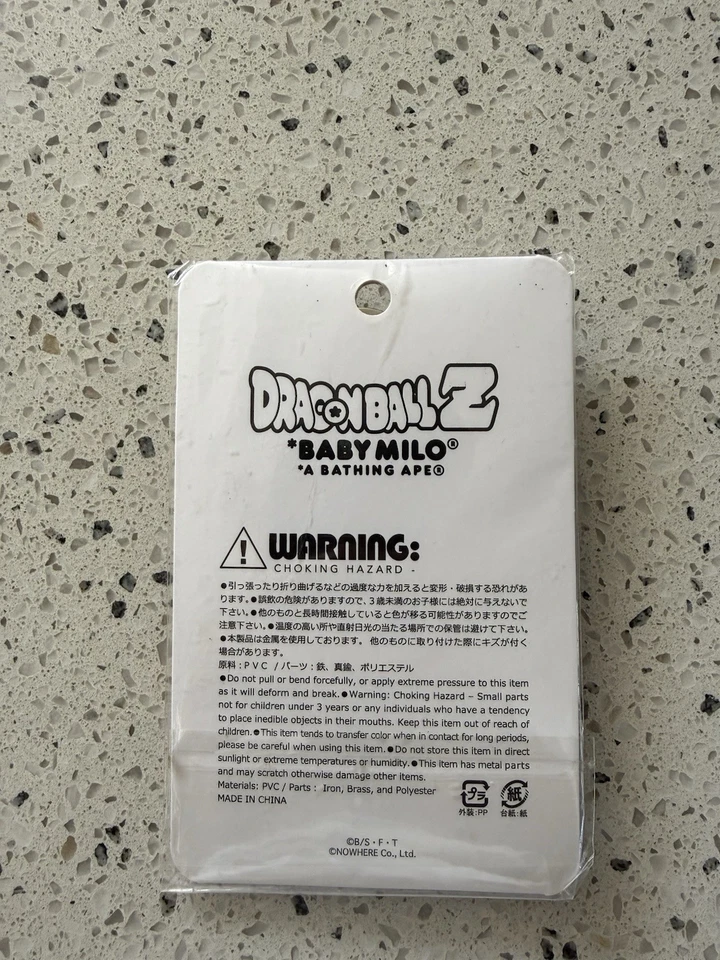 DRAGONBALL Z
*BABY MILO®
*A BATHING APE®
! WARNING:
CHOKING HAZARD -
●引っ張ったり折り曲げるなどの過度な力を加えると変形・破損する恐れがあ
ります。●誤飲の危険がありますので、3歳未満のお子様には絶対に与えないで
下さい。●他のものと長時間接触していると色が移る可能性がありますのでご
注意下さい。●温度の高い所や直射日光の当たる場所での保管は避けて下さい。
●本製品は金属を使用しております。 他のものに取り付けた際にキズが付く
場合があります。
原料：PVC / パーツ：鉄、真鍮、ポリエステル
●Do not pull or bend forcefully, or apply extreme pressure to this item
as it will deform and break.●Warning: Choking Hazard – Small parts
not for children under 3 years or any individuals who have a tendency
to place inedible objects in their mouths. Keep this item out of reach of
children.●This item tends to transfer color when in contact for long periods,
please be careful when using this item.●Do not store this item in direct
sunlight or extreme temperatures or humidity.●This item has metal parts
and may scratch otherwise damage other items.
Materials: PVC / Parts : Iron, Brass, and Polyester
MADE IN CHINA
プラ 紙
外装:PP 台紙:紙
©B/S・F・T
©NOWHERE Co., Ltd.